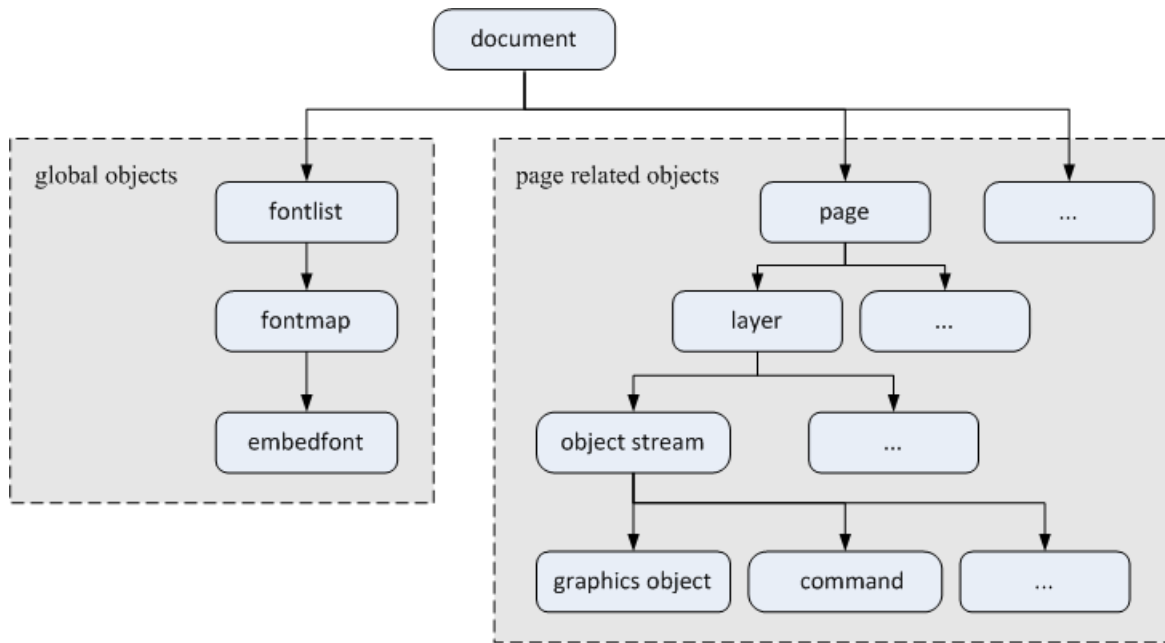 document
global objects
page related objects
fontlist
page
...
fontmap
layer
...
embedfont
object stream
...
graphics object
command
...